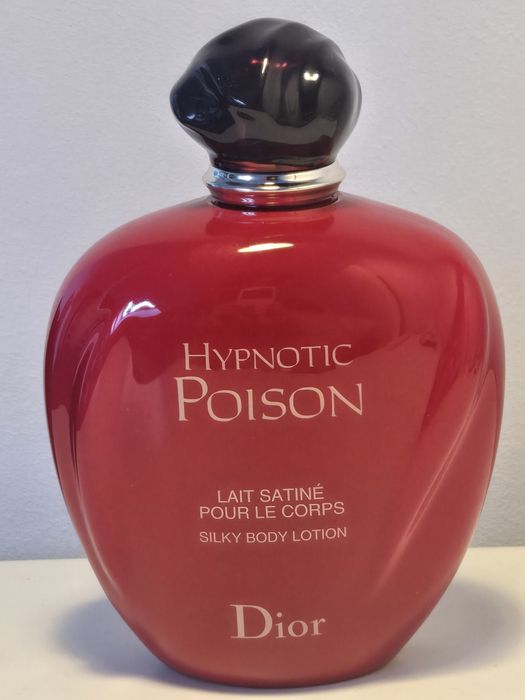 HYPNOTIC
POISON
LAIT SATINÉ
POUR LE CORPS
SILKY BODY LOTION
Dior